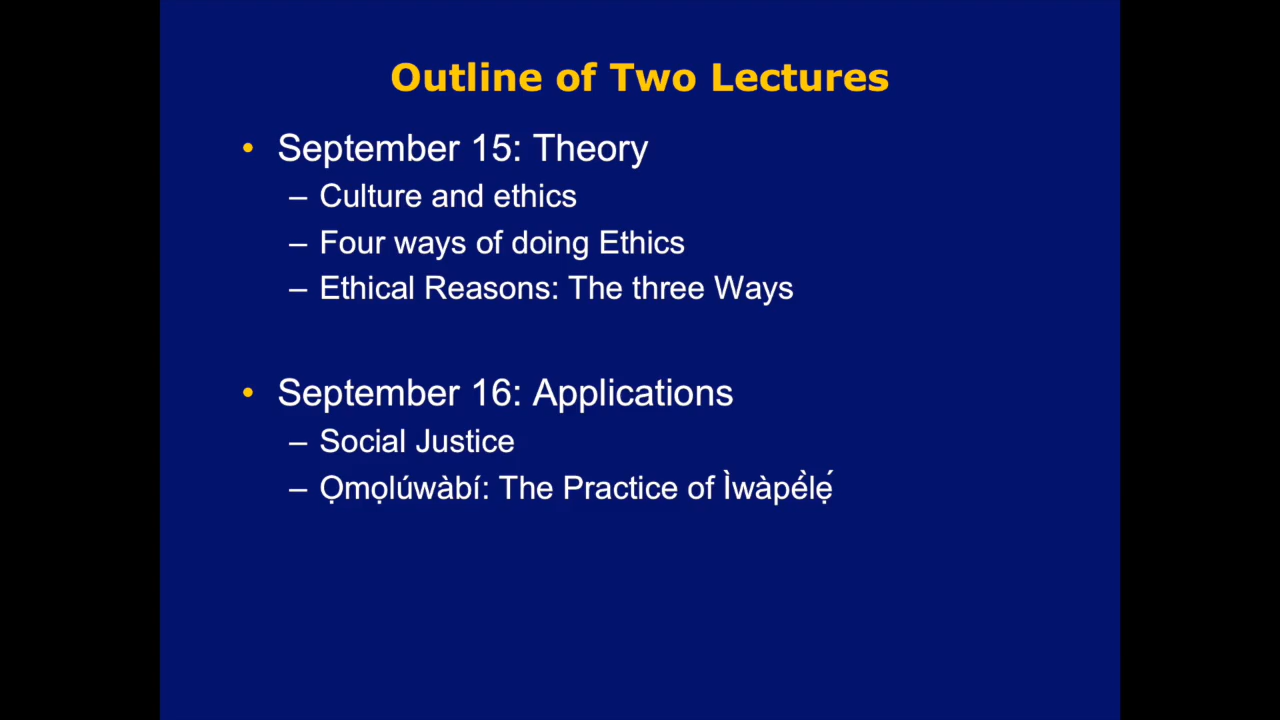 Outline of Two Lectures
• September 15: Theory
– Culture and ethics
– Four ways of doing Ethics
– Ethical Reasons: The three Ways
• September 16: Applications
– Social Justice
– Ọmọlúwàbí: The Practice of Ìwàpẹ̀lẹ́